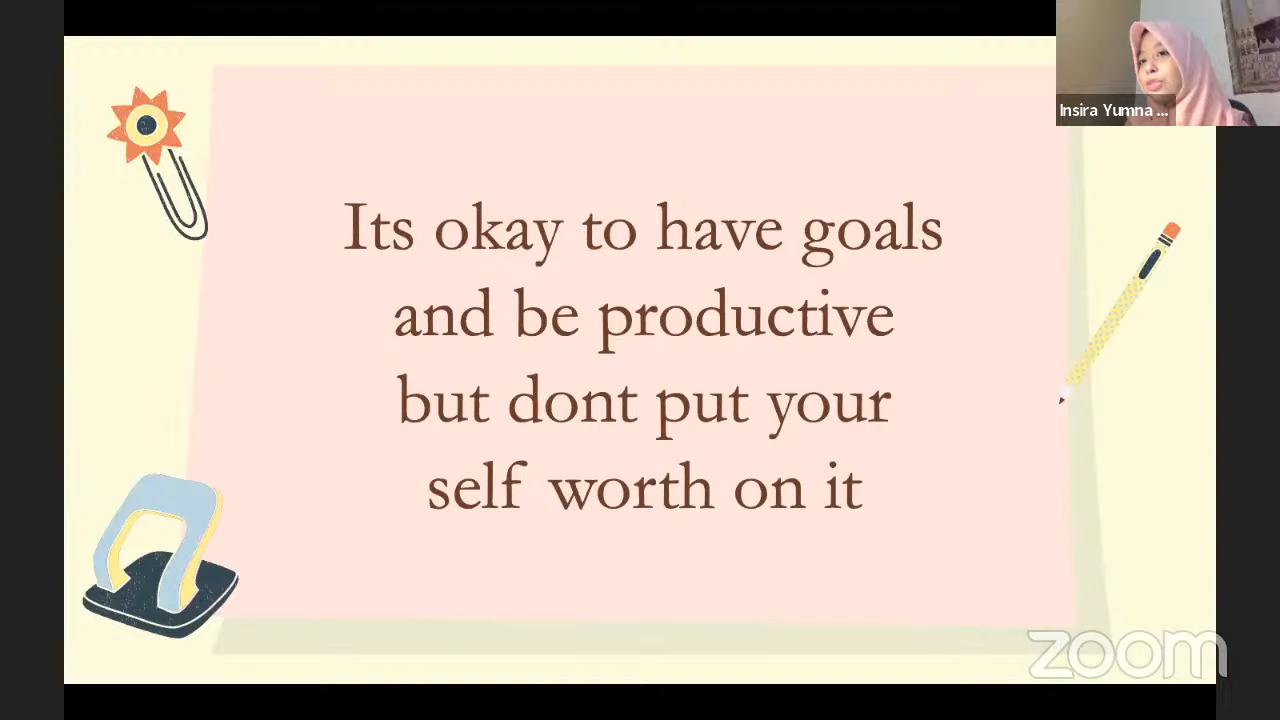 Its okay to have goals
and be productive
but dont put your
self worth on it
Insira Yumna ...
zoom